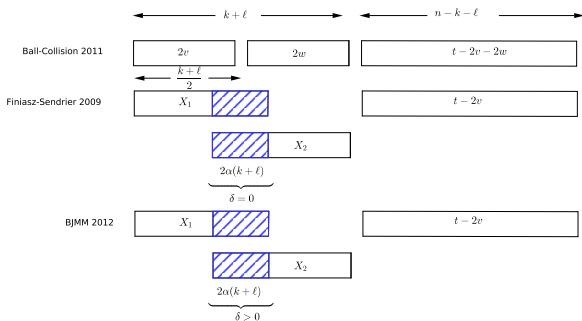 k + ℓ n − k − ℓ
Ball-Collision 2011 2v 2w t − 2v − 2w
k + ℓ
2
Finiasz-Sendrier 2009 X₁ t − 2v
X₂
2α(k + ℓ)
δ = 0
BJMM 2012 X₁ t − 2v
X₂
2α(k + ℓ)
δ > 0